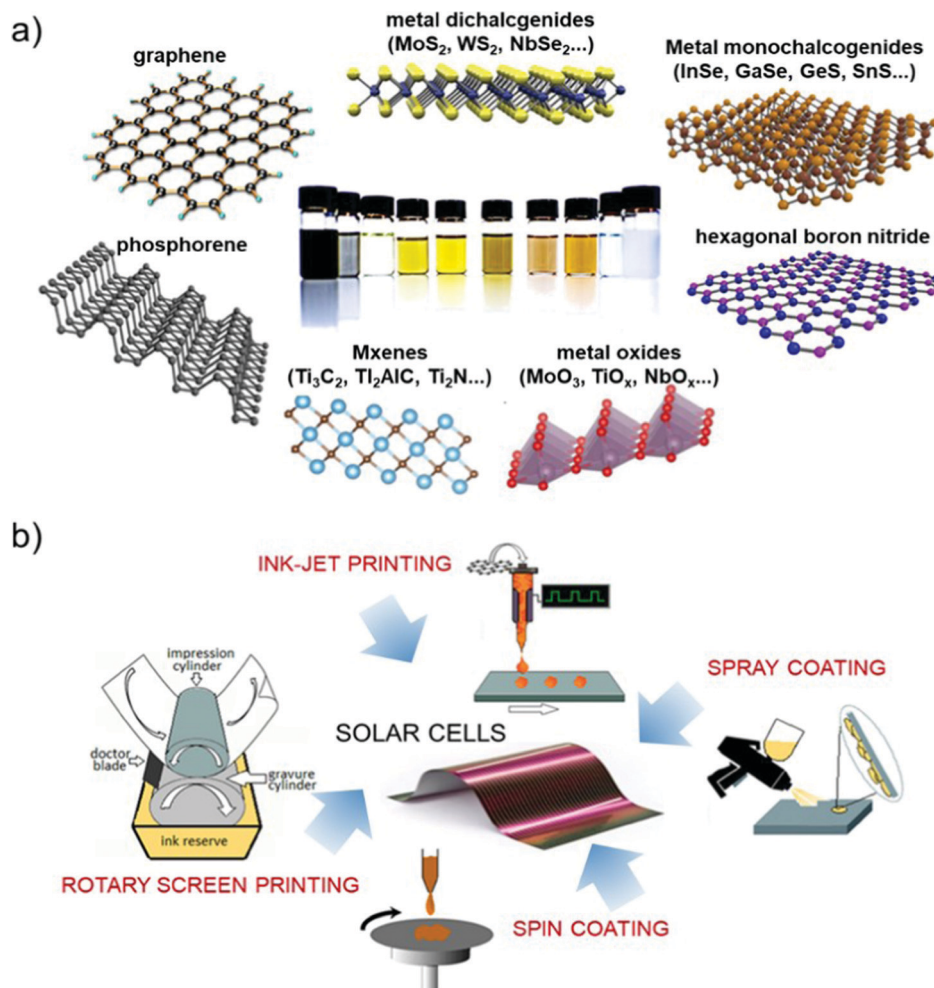 a)
graphene
metal dichalcgenides
(MoS₂, WS₂, NbSe₂...)
Metal monochalcogenides
(InSe, GaSe, GeS, SnS...)
phosphorene
hexagonal boron nitride
Mxenes
(Ti₃C₂, Tl₂AlC, Ti₂N...)
metal oxides
(MoO₃, TiOₓ, NbOₓ...)
b)
INK-JET PRINTING
impression
cylinder
SPRAY COATING
doctor
blade
SOLAR CELLS
gravure
cylinder
ink reserve
ROTARY SCREEN PRINTING
SPIN COATING